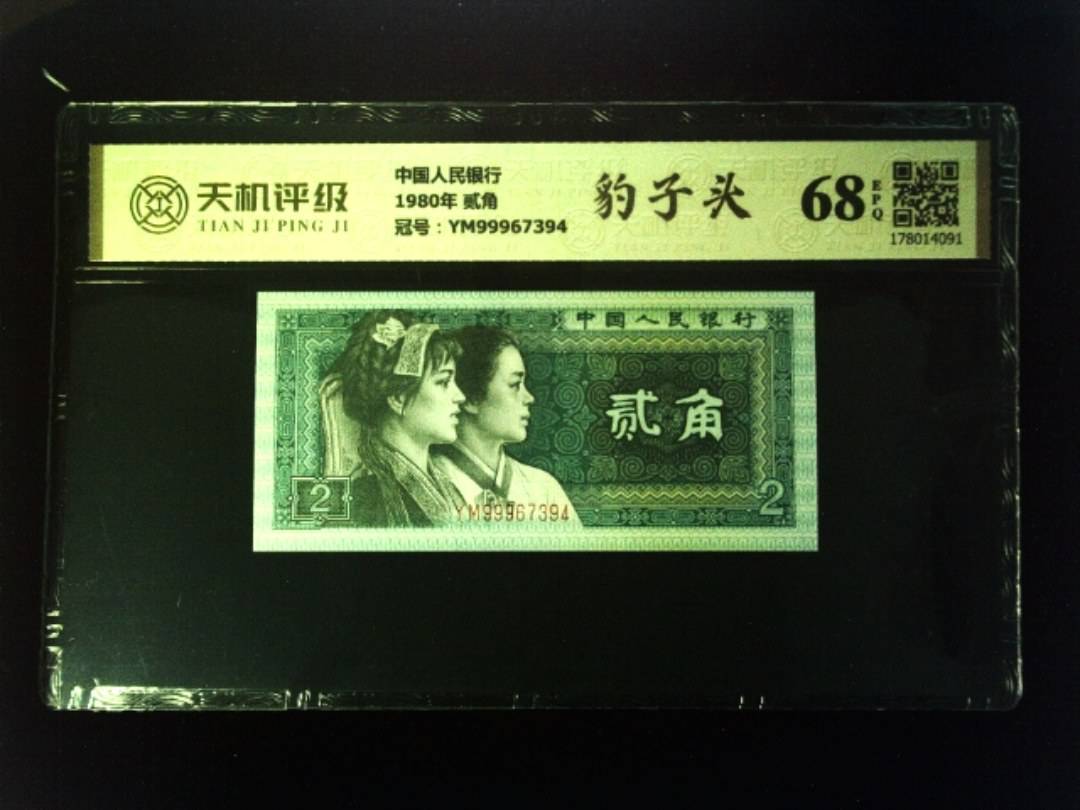 天机评级
TIAN JI PING JI
中国人民银行
1980年 贰角
冠号：YM99967394
豹子头
68
EPQ
178014091
中国人民银行
贰角
2
YM99967394
2